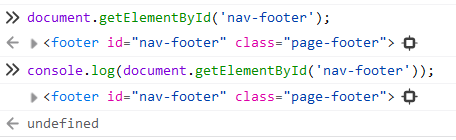 document.getElementById('nav-footer');
<footer id="nav-footer" class="page-footer">
console.log(document.getElementById('nav-footer'));
<footer id="nav-footer" class="page-footer">
undefined